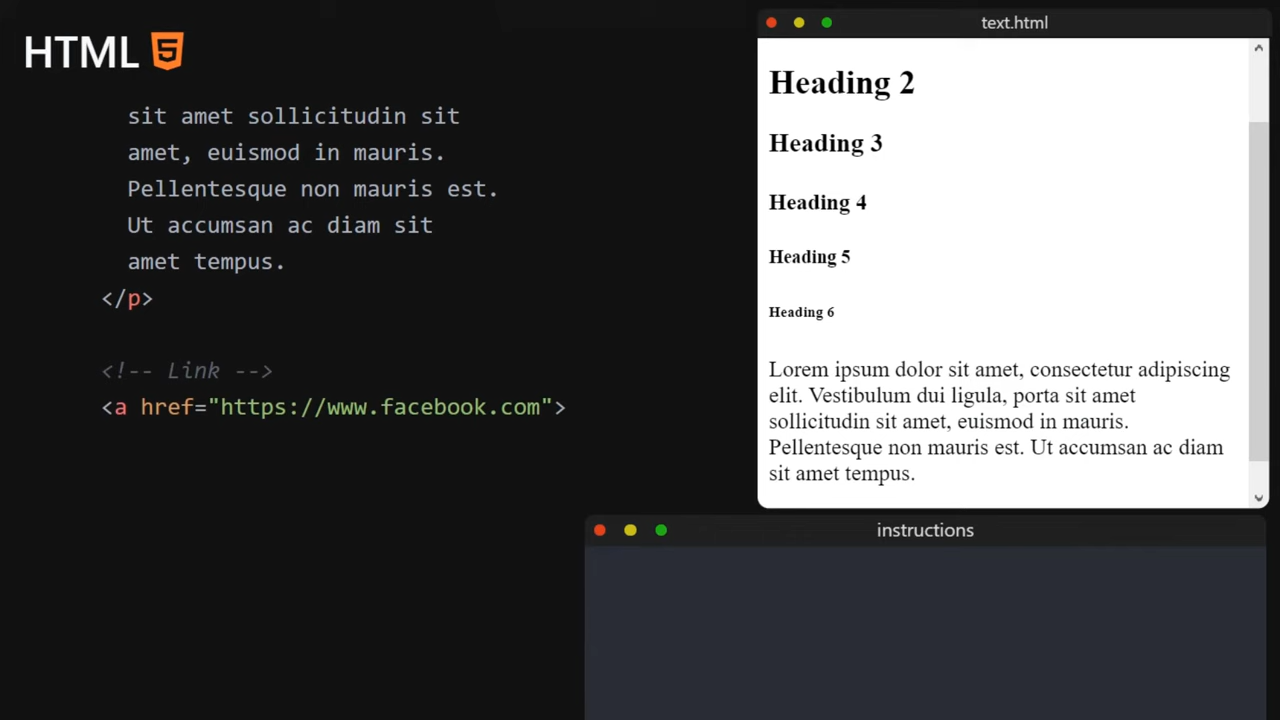 HTML 5
sit amet sollicitudin sit
amet, euismod in mauris.
Pellentesque non mauris est.
Ut accumsan ac diam sit
amet tempus.
</p>
<!-- Link -->
<a href="https://www.facebook.com">
text.html
Heading 2
Heading 3
Heading 4
Heading 5
Heading 6
Lorem ipsum dolor sit amet, consectetur adipiscing
elit. Vestibulum dui ligula, porta sit amet
sollicitudin sit amet, euismod in mauris.
Pellentesque non mauris est. Ut accumsan ac diam
sit amet tempus.
instructions